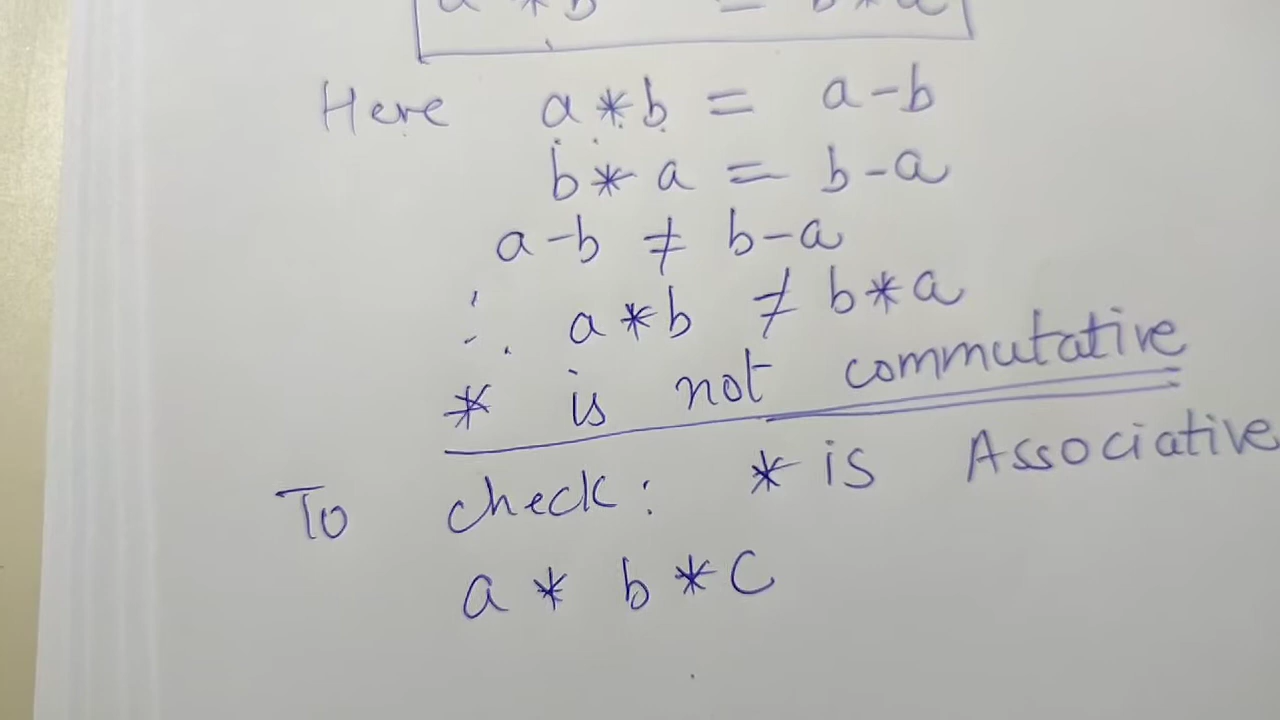 a * b = b * a
Here a * b = a - b
b * a = b - a
a - b ≠ b - a
∴ a * b ≠ b * a
* is not commutative
To check: * is Associative
a * b * c